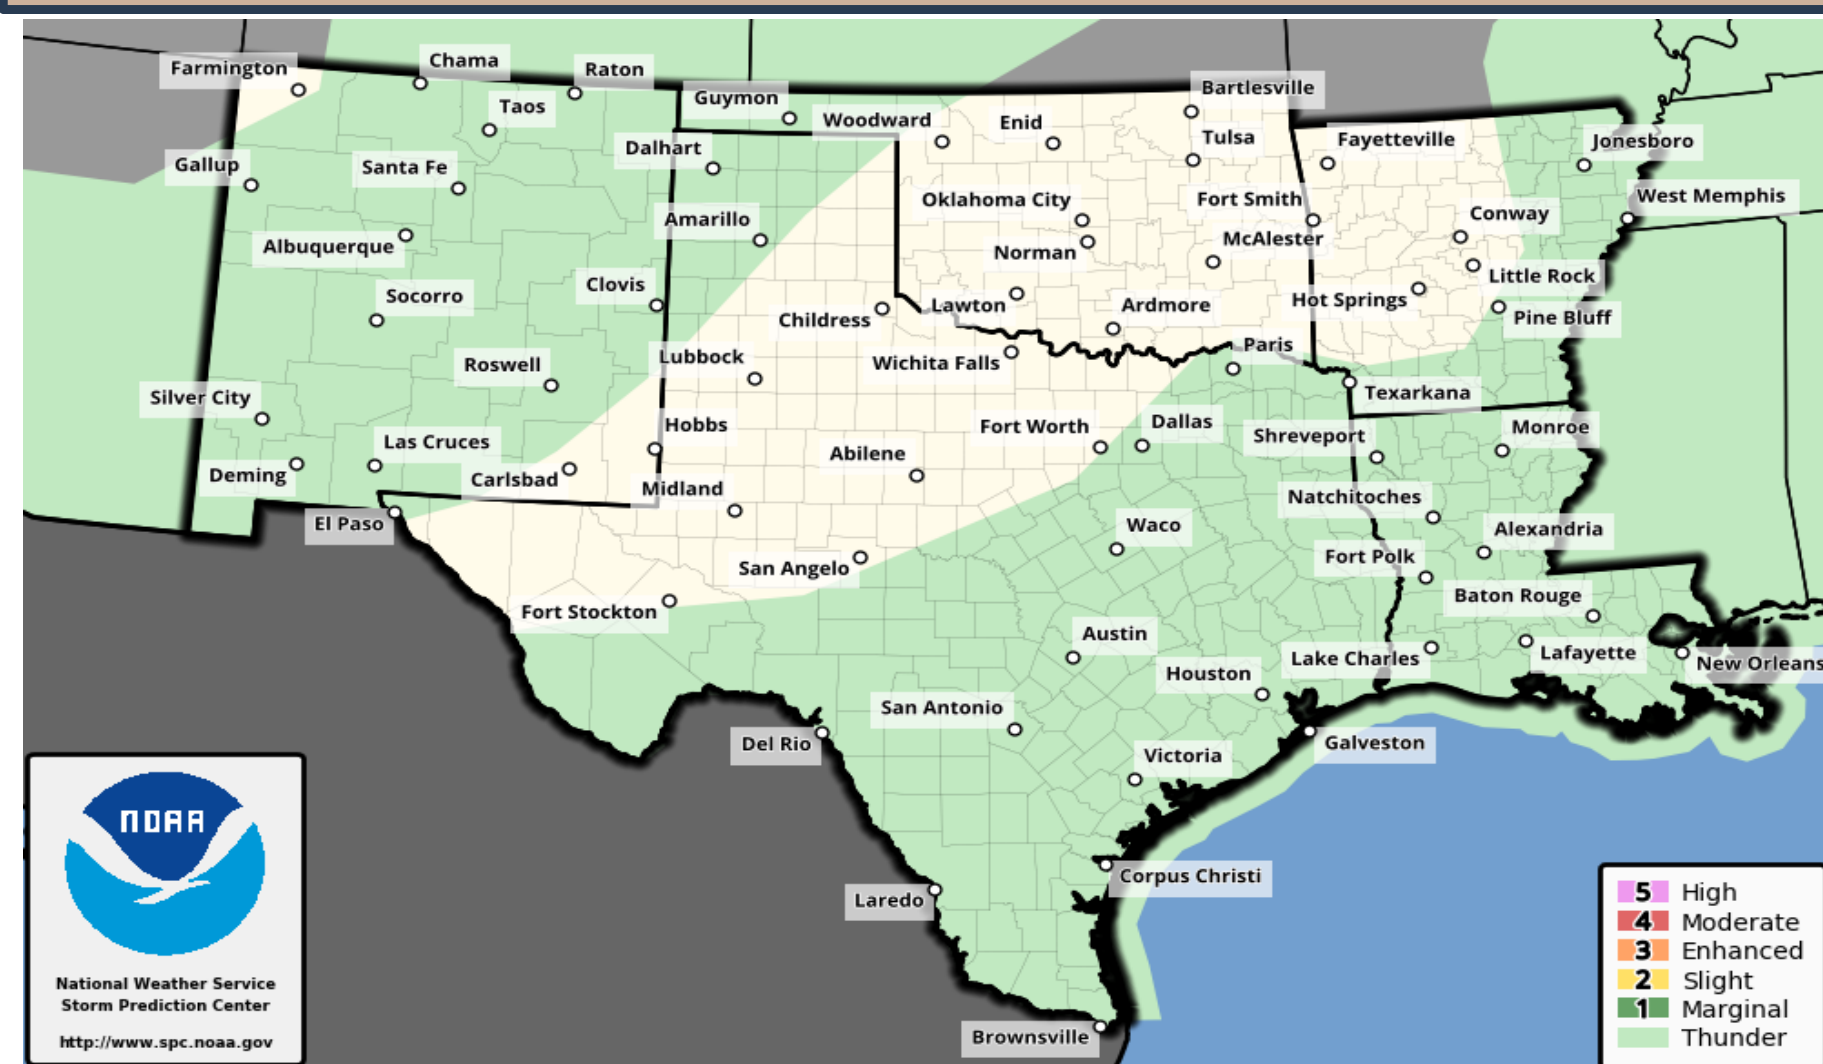 Farmington
Chama
Raton
Taos
Guymon
Woodward
Enid
Bartlesville
Tulsa
Fayetteville
Jonesboro
Gallup
Santa Fe
Dalhart
Oklahoma City
Fort Smith
Conway
West Memphis
Albuquerque
Amarillo
Norman
McAlester
Little Rock
Socorro
Clovis
Childress
Lawton
Ardmore
Hot Springs
Pine Bluff
Roswell
Lubbock
Wichita Falls
Paris
Texarkana
Silver City
Las Cruces
Hobbs
Fort Worth
Dallas
Shreveport
Monroe
Deming
Carlsbad
Midland
Abilene
Natchitoches
El Paso
Waco
Alexandria
San Angelo
Fort Polk
Fort Stockton
Baton Rouge
Austin
Houston
Lake Charles
Lafayette
New Orleans
Del Rio
San Antonio
Victoria
Galveston
Laredo
Corpus Christi
Brownsville
NOAA
National Weather Service
Storm Prediction Center
http://www.spc.noaa.gov
5 High
4 Moderate
3 Enhanced
2 Slight
1 Marginal
Thunder